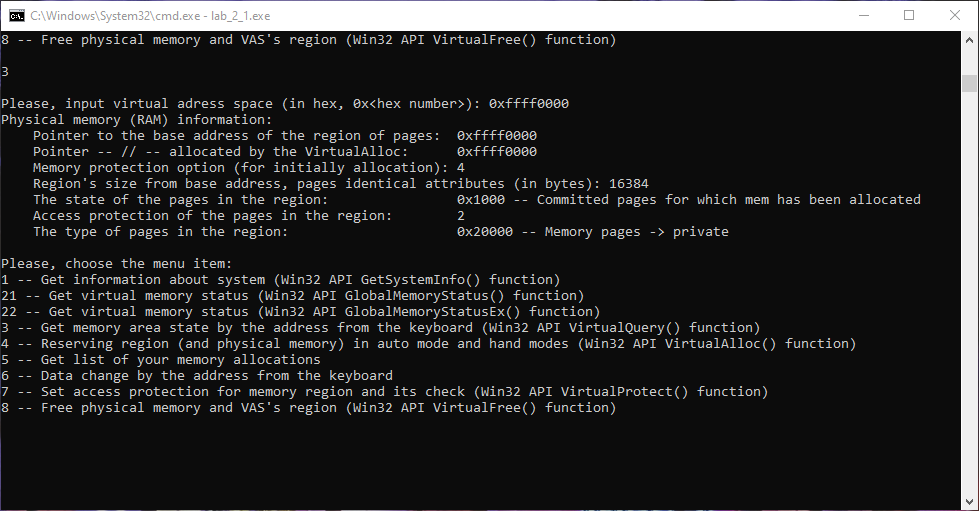 C:\Windows\System32\cmd.exe - lab_2_1.exe
8 -- Free physical memory and VAS's region (Win32 API VirtualFree() function)
3
Please, input virtual adress space (in hex, 0x<hex number>): 0xffff0000
Physical memory (RAM) information:
    Pointer to the base address of the region of pages:  0xffff0000
    Pointer -- // -- allocated by the VirtualAlloc:      0xffff0000
    Memory protection option (for initially allocation): 4
    Region's size from base address, pages identical attributes (in bytes): 16384
    The state of the pages in the region:                0x1000 -- Committed pages for which mem has been allocated
    Access protection of the pages in the region:        2
    The type of pages in the region:                     0x20000 -- Memory pages -> private
Please, choose the menu item:
1 -- Get information about system (Win32 API GetSystemInfo() function)
21 -- Get virtual memory status (Win32 API GlobalMemoryStatus() function)
22 -- Get virtual memory status (Win32 API GlobalMemoryStatusEx() function)
3 -- Get memory area state by the address from the keyboard (Win32 API VirtualQuery() function)
4 -- Reserving region (and physical memory) in auto mode and hand modes (Win32 API VirtualAlloc() function)
5 -- Get list of your memory allocations
6 -- Data change by the address from the keyboard
7 -- Set access protection for memory region and its check (Win32 API VirtualProtect() function)
8 -- Free physical memory and VAS's region (Win32 API VirtualFree() function)